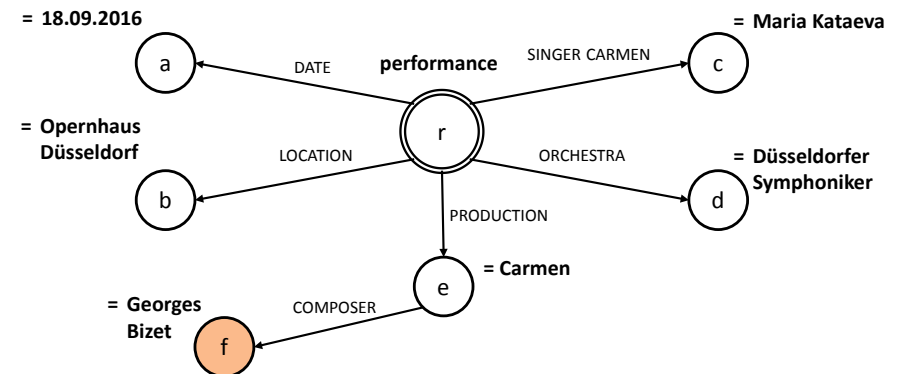 = 18.09.2016
= Maria Kataeva
a
DATE
performance
SINGER CARMEN
c
r
= Opernhaus
Düsseldorf
LOCATION
ORCHESTRA
= Düsseldorfer
Symphoniker
b
d
PRODUCTION
e
= Carmen
= Georges
Bizet
COMPOSER
f